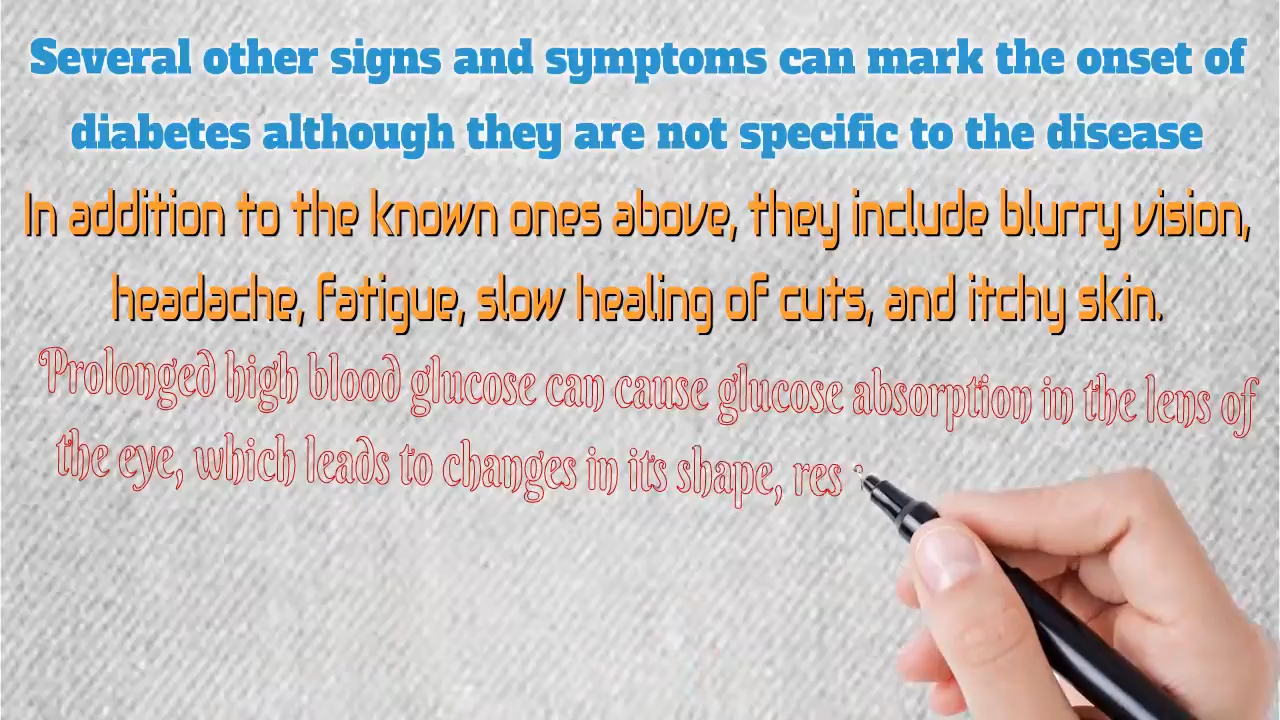 Several other signs and symptoms can mark the onset of
diabetes although they are not specific to the disease
In addition to the known ones above, they include blurry vision,
headache, fatigue, slow healing of cuts, and itchy skin.
Prolonged high blood glucose can cause glucose absorption in the lens of
the eye, which leads to changes in its shape, res